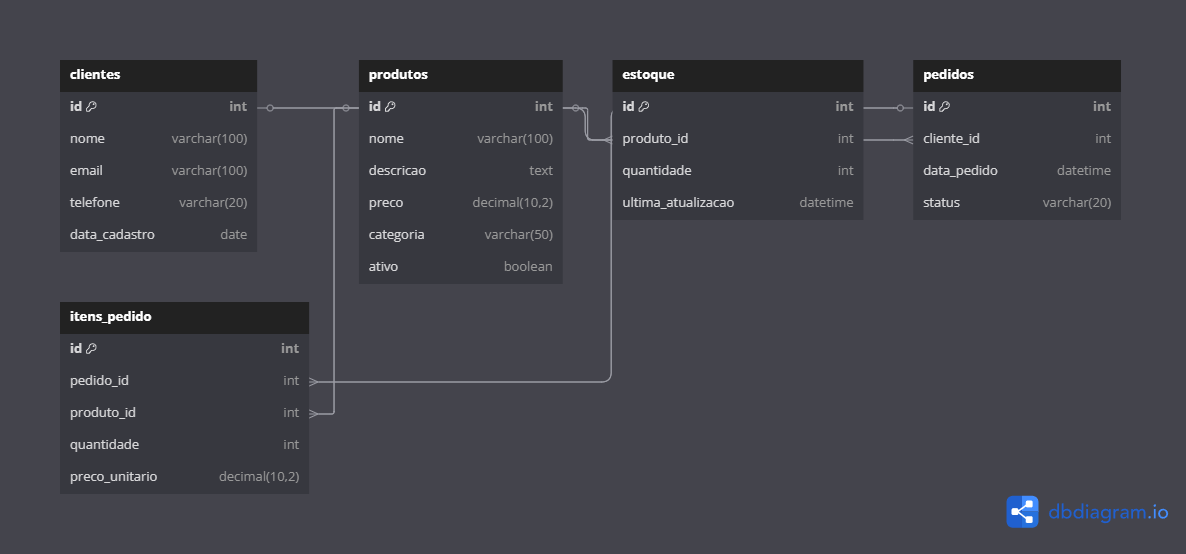 clientes
id int
nome varchar(100)
email varchar(100)
telefone varchar(20)
data_cadastro date
produtos
id int
nome varchar(100)
descricao text
preco decimal(10,2)
categoria varchar(50)
ativo boolean
estoque
id int
produto_id int
quantidade int
ultima_atualizacao datetime
pedidos
id int
cliente_id int
data_pedido datetime
status varchar(20)
itens_pedido
id int
pedido_id int
produto_id int
quantidade int
preco_unitario decimal(10,2)
dbdiagram.io